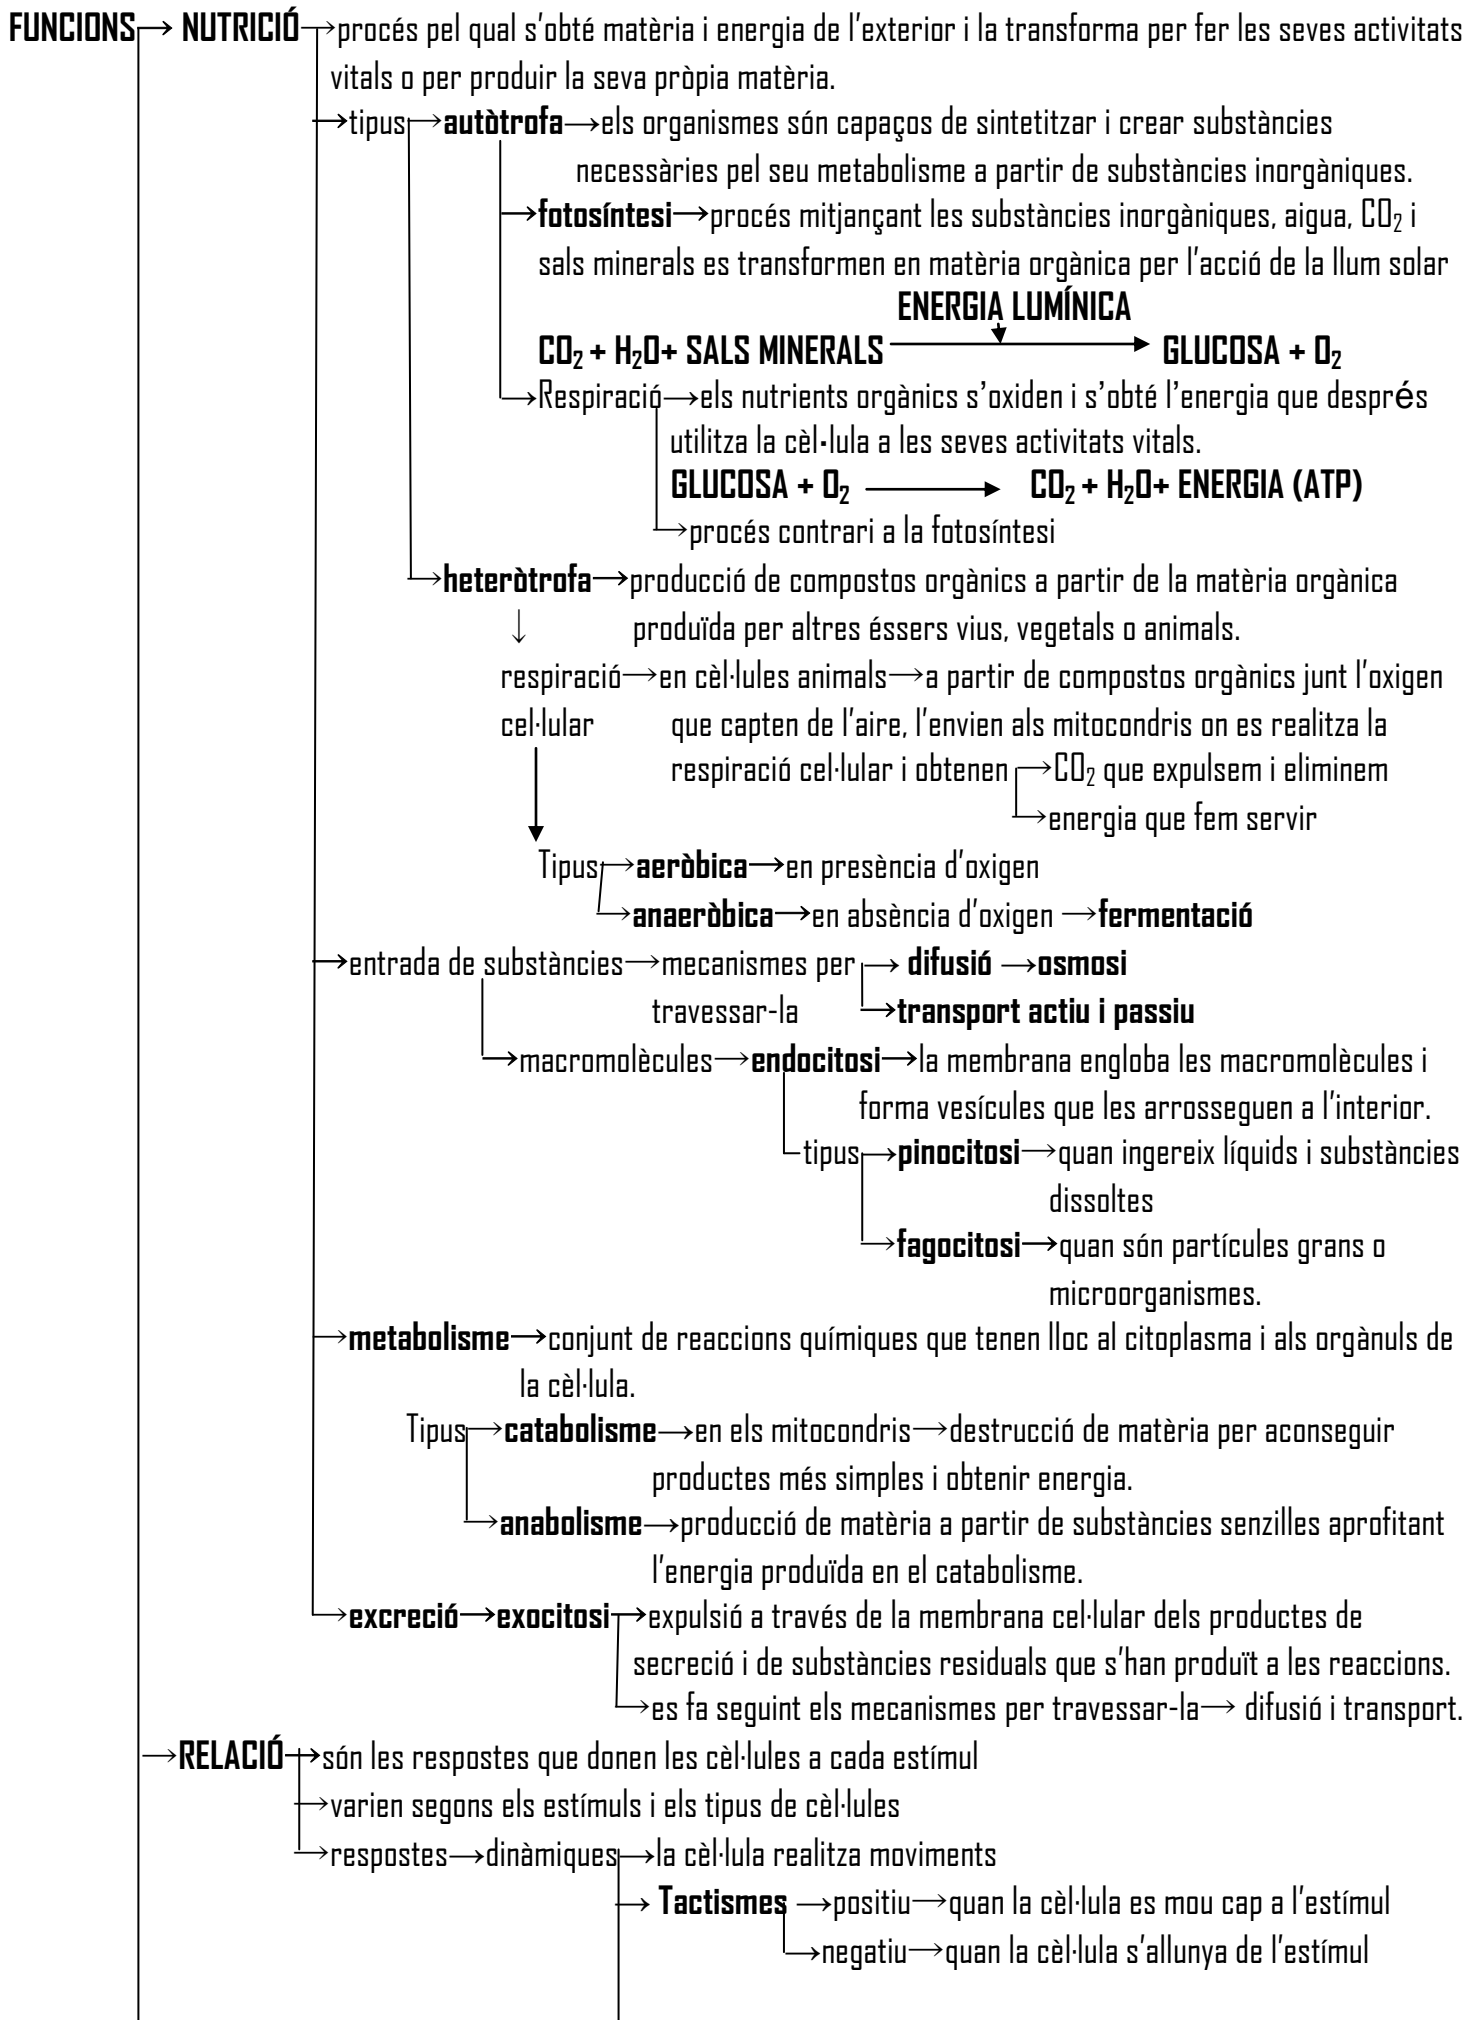 FUNCIONS → NUTRICIÓ → procés pel qual s'obté matèria i energia de l'exterior i la transforma per fer les seves activitats
vitals o per produir la seva pròpia matèria.
→ tipus → autòtrofa → els organismes són capaços de sintetitzar i crear substàncies
necessàries pel seu metabolisme a partir de substàncies inorgàniques.
→ fotosíntesi → procés mitjançant les substàncies inorgàniques, aigua, CO₂ i
sals minerals es transformen en matèria orgànica per l'acció de la llum solar
ENERGIA LUMÍNICA
CO₂ + H₂O+ SALS MINERALS → GLUCOSA + O₂
→ Respiració → els nutrients orgànics s'oxiden i s'obté l'energia que després
utilitza la cèl·lula a les seves activitats vitals.
GLUCOSA + O₂ → CO₂ + H₂O+ ENERGIA (ATP)
→ procés contrari a la fotosíntesi
→ heteròtrofa → producció de compostos orgànics a partir de la matèria orgànica
↓ produïda per altres éssers vius, vegetals o animals.
respiració → en cèl·lules animals → a partir de compostos orgànics junt l'oxigen
cel·lular que capten de l'aire, l'envien als mitocondris on es realitza la
respiració cel·lular i obtenen → CO₂ que expulsem i eliminem
→ energia que fem servir
Tipus → aeròbica → en presència d'oxigen
→ anaeròbica → en absència d'oxigen → fermentació
→ entrada de substàncies → mecanismes per → difusió → osmosi
travessar-la → transport actiu i passiu
→ macromolècules → endocitosi → la membrana engloba les macromolècules i
forma vesícules que les arrosseguen a l'interior.
tipus → pinocitosi → quan ingereix líquids i substàncies
dissoltes
→ fagocitosi → quan són partícules grans o
microorganismes.
→ metabolisme → conjunt de reaccions químiques que tenen lloc al citoplasma i als orgànuls de
la cèl·lula.
Tipus → catabolisme → en els mitocondris → destrucció de matèria per aconseguir
productes més simples i obtenir energia.
→ anabolisme → producció de matèria a partir de substàncies senzilles aprofitant
l'energia produïda en el catabolisme.
→ excreció → exocitosi → expulsió a través de la membrana cel·lular dels productes de
secreció i de substàncies residuals que s'han produït a les reaccions.
→ es fa seguint els mecanismes per travessar-la → difusió i transport.
→ RELACIÓ → són les respostes que donen les cèl·lules a cada estímul
→ varien segons els estímuls i els tipus de cèl·lules
→ respostes → dinàmiques → la cèl·lula realitza moviments
→ Tactismes → positiu → quan la cèl·lula es mou cap a l'estímul
→ negatiu → quan la cèl·lula s'allunya de l'estímul